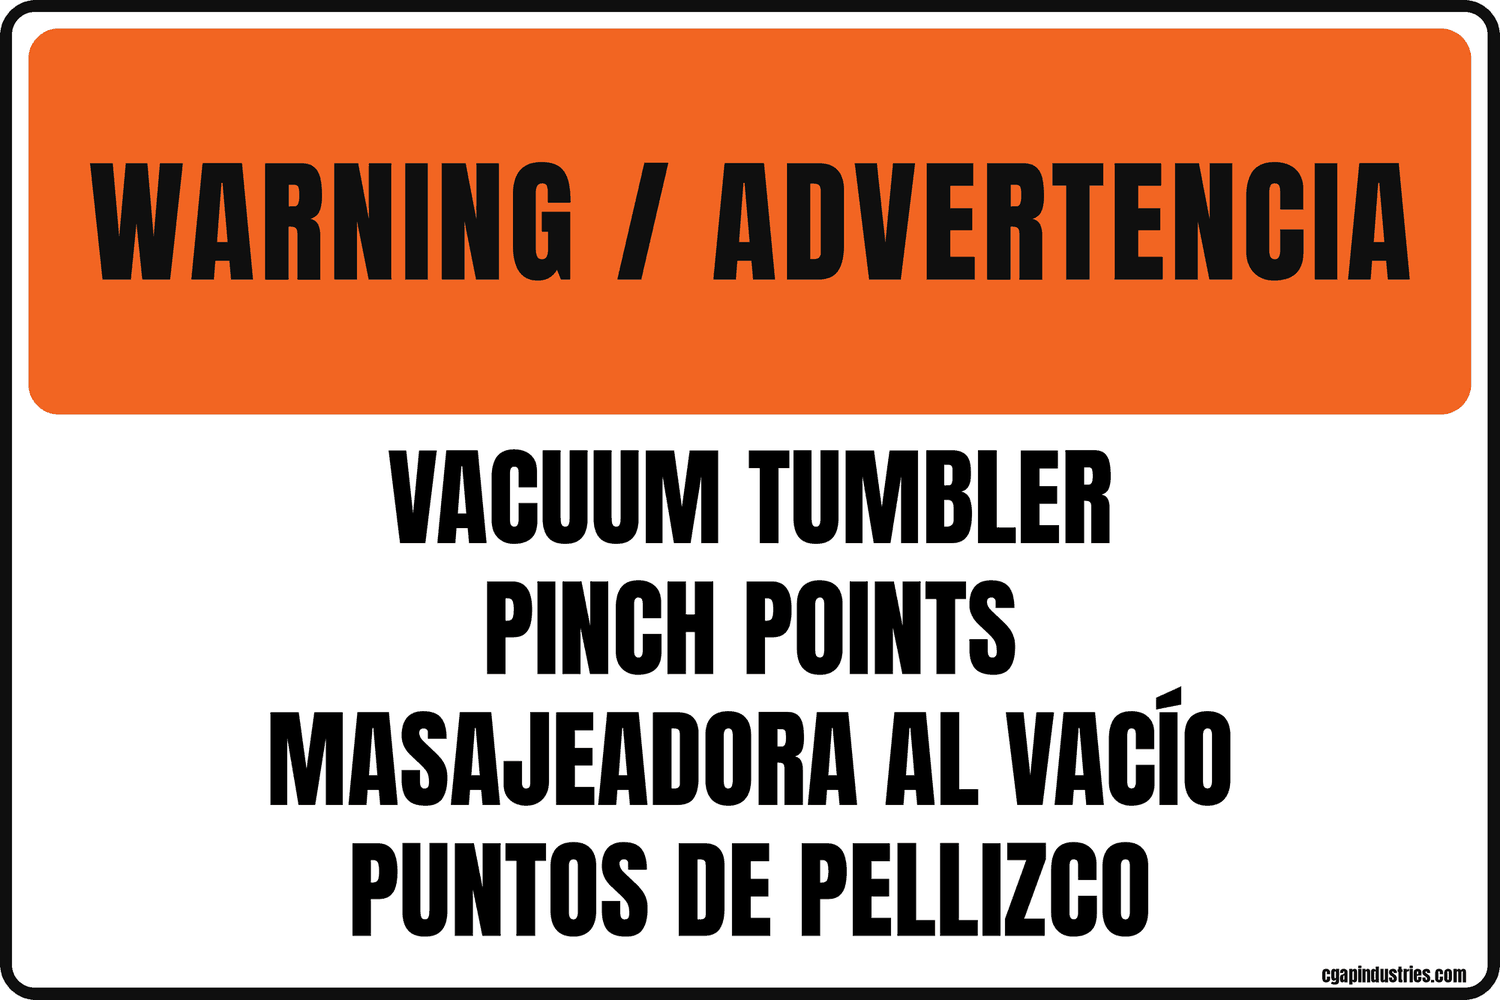 WARNING / ADVERTENCIA
VACUUM TUMBLER
PINCH POINTS
MASAJEADORA AL VACÍO
PUNTOS DE PELLIZCO
cgapindustries.com